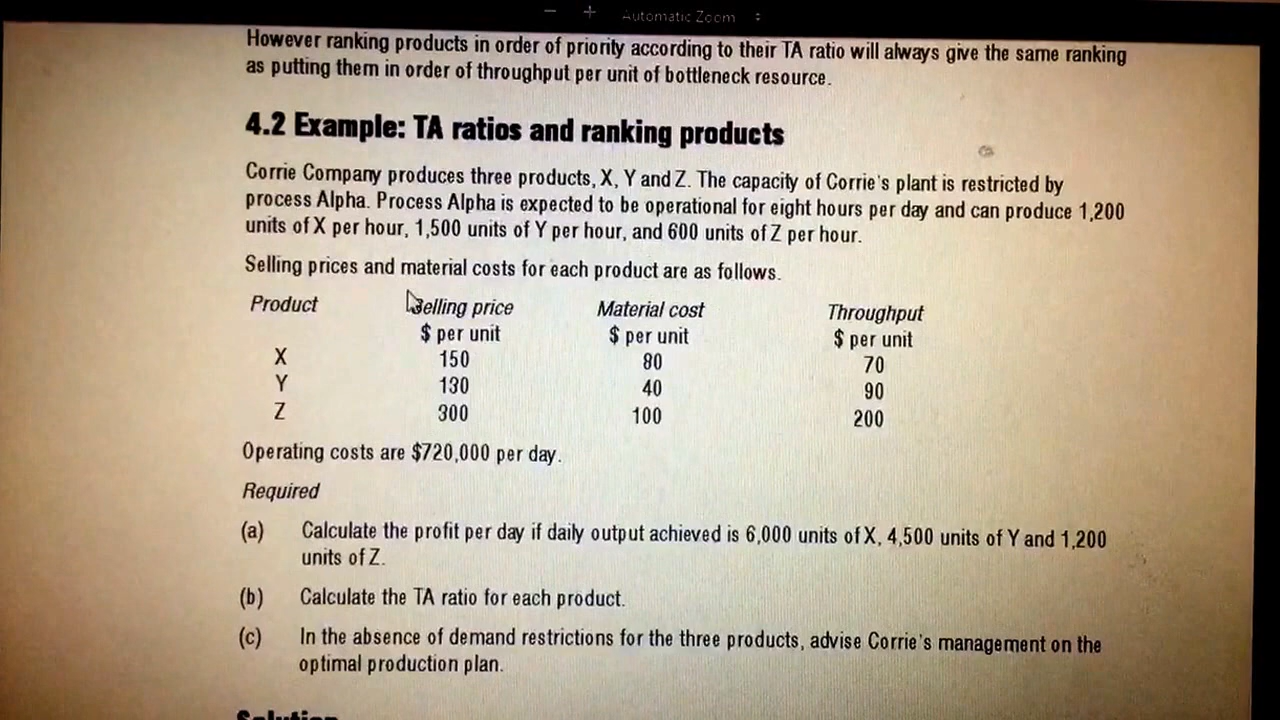 − + Automatic Zoom
However ranking products in order of priority according to their TA ratio will always give the same ranking
as putting them in order of throughput per unit of bottleneck resource.
4.2 Example: TA ratios and ranking products
Corrie Company produces three products, X, Y and Z. The capacity of Corrie's plant is restricted by
process Alpha. Process Alpha is expected to be operational for eight hours per day and can produce 1,200
units of X per hour, 1,500 units of Y per hour, and 600 units of Z per hour.
Selling prices and material costs for each product are as follows.
Product Selling price Material cost Throughput
$ per unit $ per unit $ per unit
X 150 80 70
Y 130 40 90
Z 300 100 200
Operating costs are $720,000 per day.
Required
(a) Calculate the profit per day if daily output achieved is 6,000 units of X, 4,500 units of Y and 1,200
units of Z.
(b) Calculate the TA ratio for each product.
(c) In the absence of demand restrictions for the three products, advise Corrie's management on the
optimal production plan.
Solution